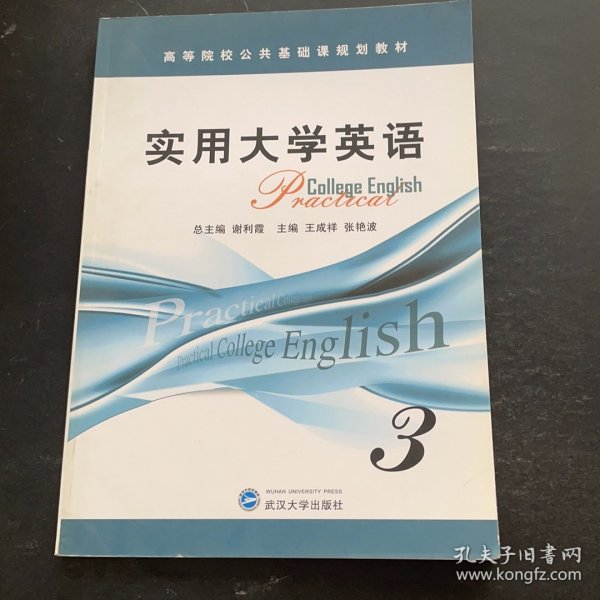 高等院校公共基础课规划教材
实用大学英语
College English
Practical
总主编 谢利霞 主编 王成祥 张艳波
Practical College
Practical College English
3
WUHAN UNIVERSITY PRESS
武汉大学出版社
孔夫子旧书网
www.kongfz.com